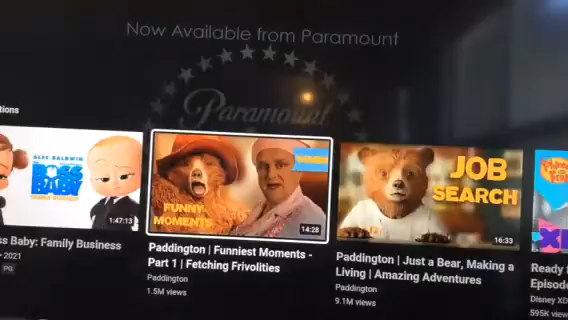 Now Available from Paramount
Paramount
tions
ALEC BALDWIN
BOSS
BABY
FAMILY BUSINESS
1:47:13
ss Baby: Family Business
• 2021
PG
FUNNY
MOMENTS
14:28
Paddington | Funniest Moments -
Part 1 | Fetching Frivolities
Paddington
1.5M views
JOB
SEARCH
16:33
Paddington | Just a Bear, Making a
Living | Amazing Adventures
Paddington
9.1M views
Ready
Episode
Disney XD
595K view